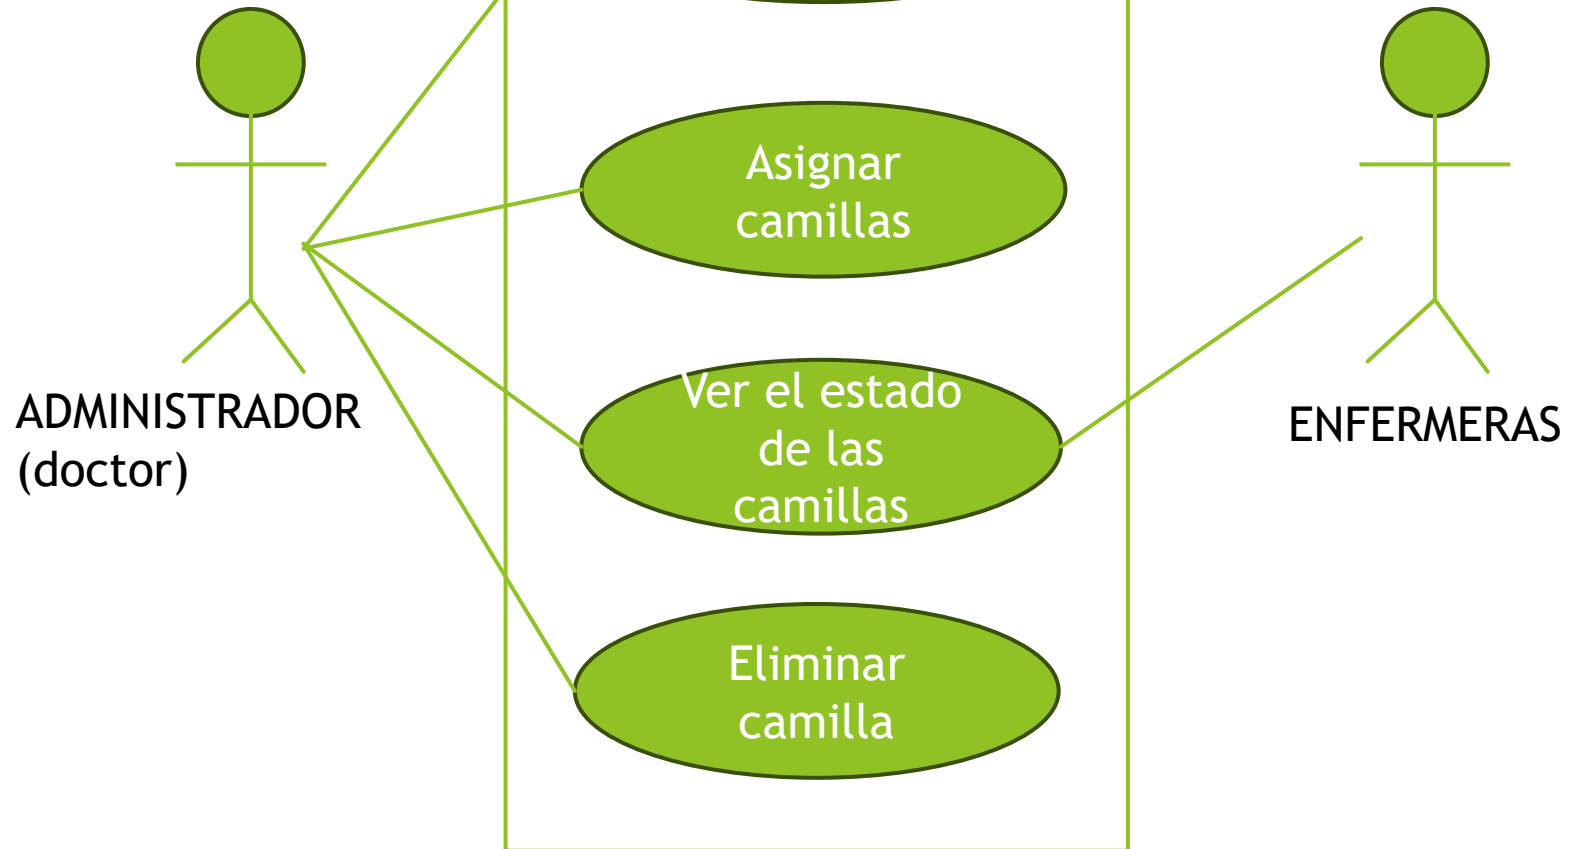 Asignar
camillas
Ver el estado
de las
camillas
ADMINISTRADOR
(doctor)
ENFERMERAS
Eliminar
camilla